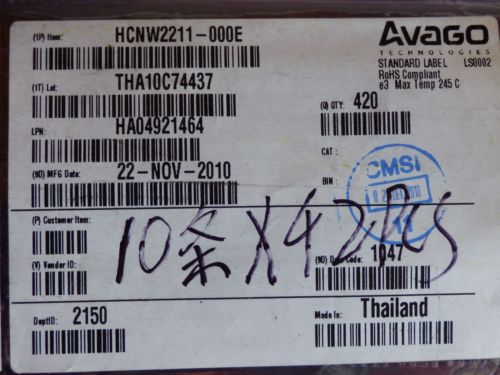 (1P) Item: HCNW2211-000E
AVAGO
TECHNOLOGIES
STANDARD LABEL LS0002
RoHS Compliant
e3 Max Temp 245 C
(1T) Lot: THA10C74437
(Q) QTY: 420
LPN: HA04921464
(9D) MFG Date: 22-NOV-2010
CAT:
BIN:
CMSI
2010
11
(P) Customer Item:
10条X42Pcs
(V) Vendor ID:
(9D) Date Code: 1047
DeptID: 2150
Made In: Thailand